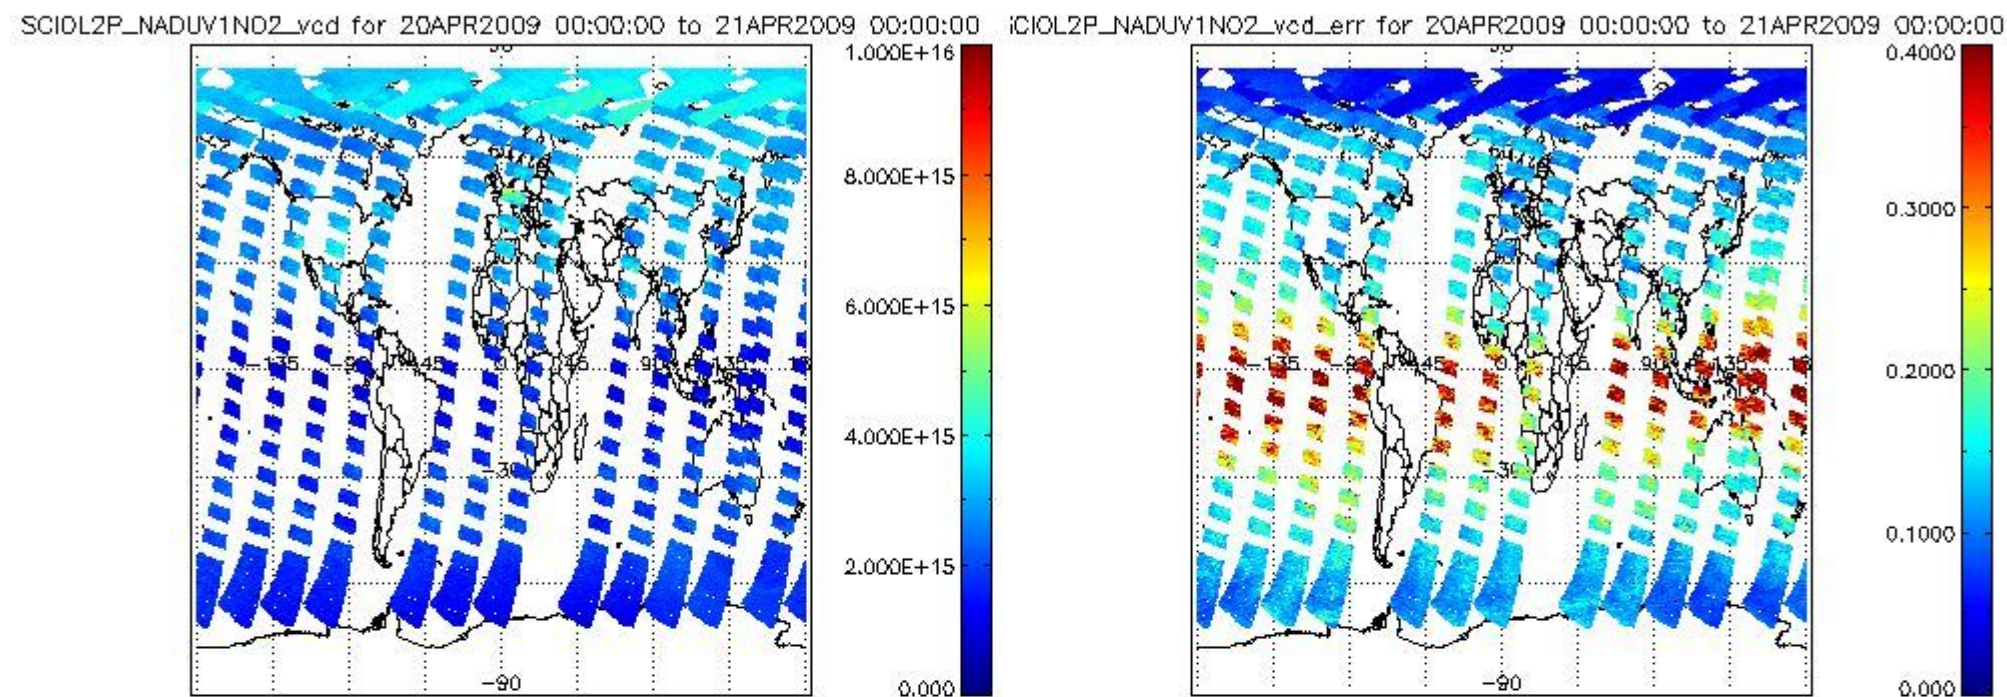 SCIOL2P_NADUV1NO2_vcd for 20APR2009 00:00:00 to 21APR2009 00:00:00
CIOL2P_NADUV1NO2_vcd_err for 20APR2009 00:00:00 to 21APR2009 00:00:00
1.000E+16
8.000E+15
6.000E+15
4.000E+15
2.000E+15
0.000
-135 -90 -45 0 45 90 135
-30
-90
0.4000
0.3000
0.2000
0.1000
0.000
-135 -90 -45 0 45 90 135
-30
-90